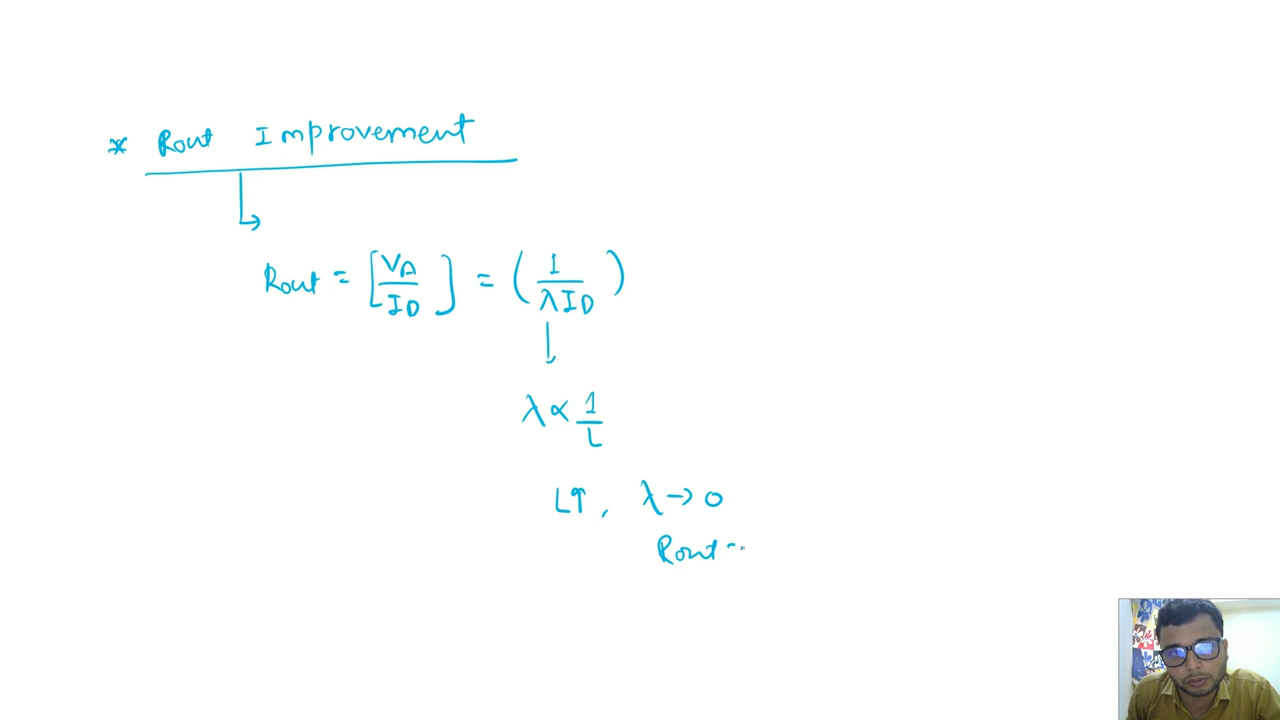 * Rout Improvement
Rout = [VA/ID] = (1/λID)
λ ∝ 1/L
L↑, λ → 0
Rout -